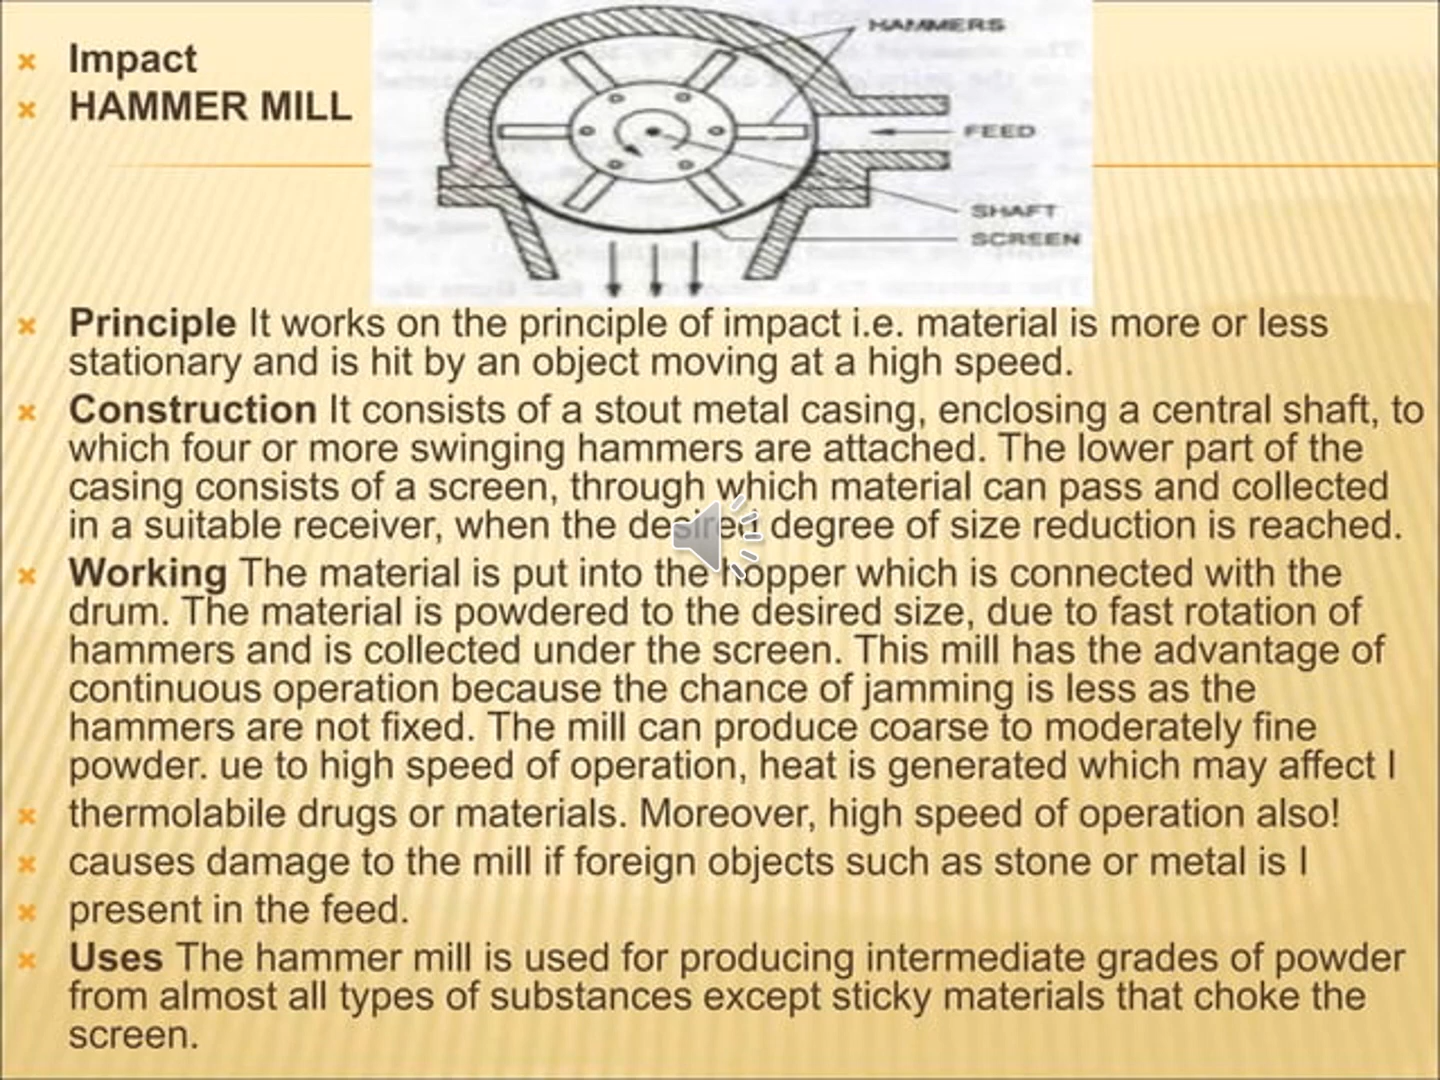 Impact
HAMMER MILL
HAMMERS
FEED
SHAFT
SCREEN
Principle It works on the principle of impact i.e. material is more or less
stationary and is hit by an object moving at a high speed.
Construction It consists of a stout metal casing, enclosing a central shaft, to
which four or more swinging hammers are attached. The lower part of the
casing consists of a screen, through which material can pass and collected
in a suitable receiver, when the desired degree of size reduction is reached.
Working The material is put into the hopper which is connected with the
drum. The material is powdered to the desired size, due to fast rotation of
hammers and is collected under the screen. This mill has the advantage of
continuous operation because the chance of jamming is less as the
hammers are not fixed. The mill can produce coarse to moderately fine
powder. ue to high speed of operation, heat is generated which may affect I
thermolabile drugs or materials. Moreover, high speed of operation also!
causes damage to the mill if foreign objects such as stone or metal is I
present in the feed.
Uses The hammer mill is used for producing intermediate grades of powder
from almost all types of substances except sticky materials that choke the
screen.